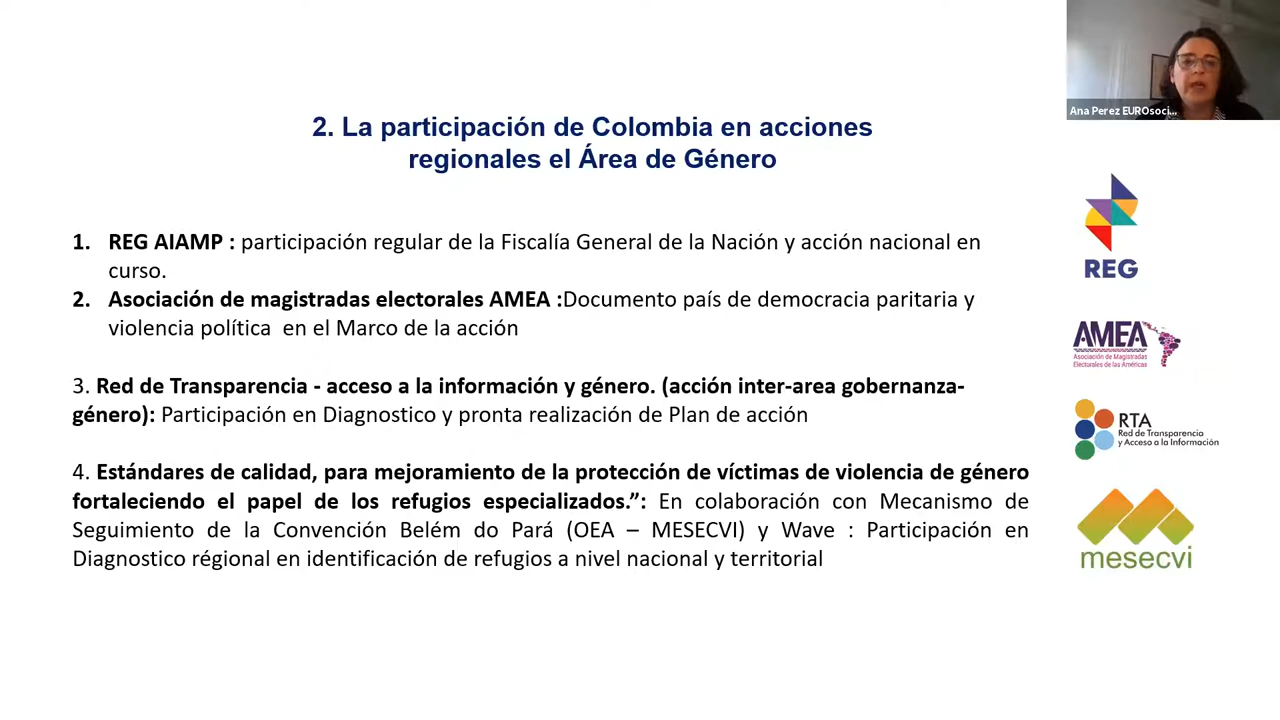 Ana Perez EUROsoci...
2. La participación de Colombia en acciones
regionales el Área de Género
1. REG AIAMP : participación regular de la Fiscalía General de la Nación y acción nacional en
curso.
2. Asociación de magistradas electorales AMEA :Documento país de democracia paritaria y
violencia política  en el Marco de la acción
3. Red de Transparencia - acceso a la información y género. (acción inter-area gobernanza-
género): Participación en Diagnostico y pronta realización de Plan de acción
4. Estándares de calidad, para mejoramiento de la protección de víctimas de violencia de género
fortaleciendo el papel de los refugios especializados.”: En colaboración con Mecanismo de
Seguimiento de la Convención Belém do Pará (OEA – MESECVI) y Wave : Participación en
Diagnostico régional en identificación de refugios a nivel nacional y territorial
REG
AMEA
Asociación de Magistradas
Electorales de las Américas
RTA
Red de Transparencia
y Acceso a la Información
mesecvi